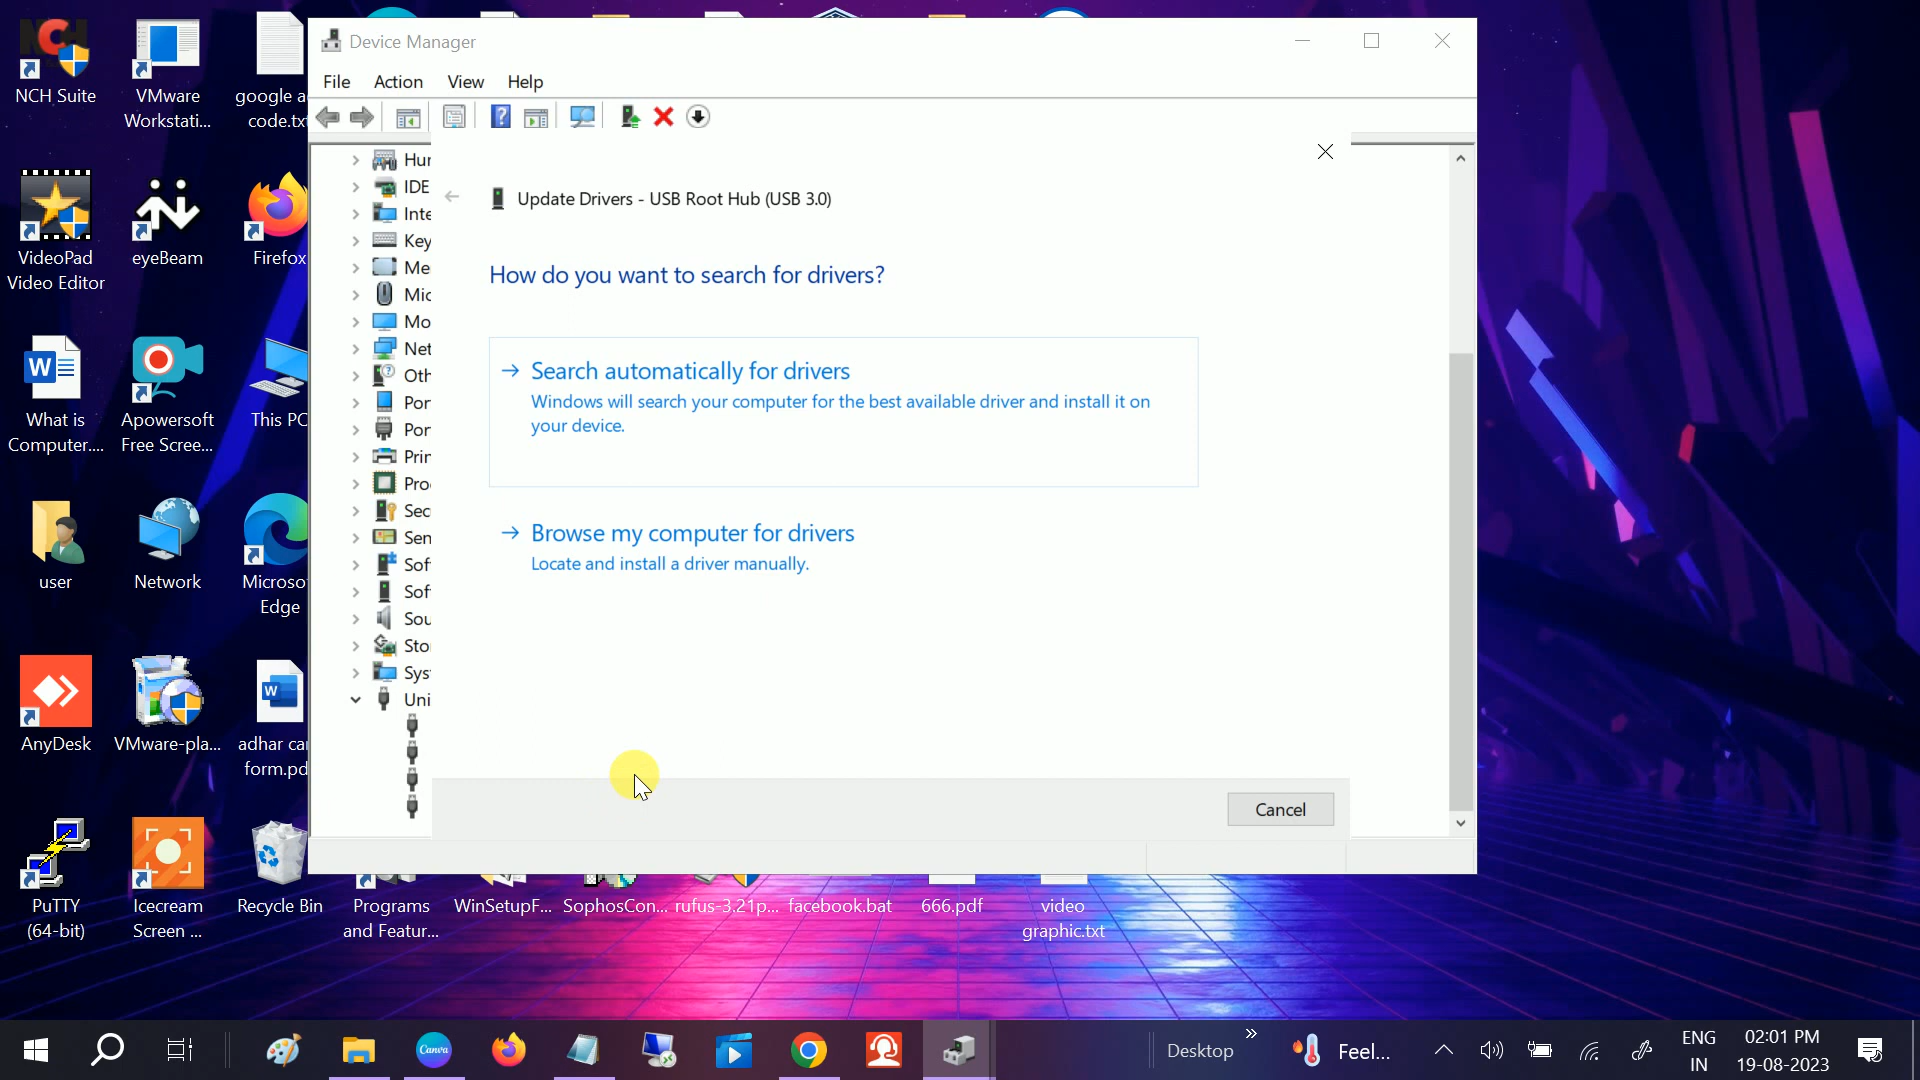 NCH Suite
VMware
Workstati...
google a
code.tx
VideoPad
Video Editor
eyeBeam
Firefox
What is
Computer....
Apowersoft
Free Scree...
This PC
user
Network
Microso
Edge
AnyDesk
VMware-pla...
adhar ca
form.pd
PuTTY
(64-bit)
Icecream
Screen ...
Recycle Bin
Programs
and Featur...
WinSetupF...
SophosCon...
rufus-3.21p...
facebook.bat
666.pdf
video
graphic.txt
Device Manager
File Action View Help
Hur
IDE
Inte
Key
Me
Mic
Mo
Net
Oth
Por
Por
Prin
Pro
Sec
Sen
Sof
Sof
Sou
Sto
Sys
Uni
Update Drivers - USB Root Hub (USB 3.0)
How do you want to search for drivers?
Search automatically for drivers
Windows will search your computer for the best available driver and install it on
your device.
Browse my computer for drivers
Locate and install a driver manually.
Cancel
Canva
Desktop
Feel...
ENG
IN
02:01 PM
19-08-2023